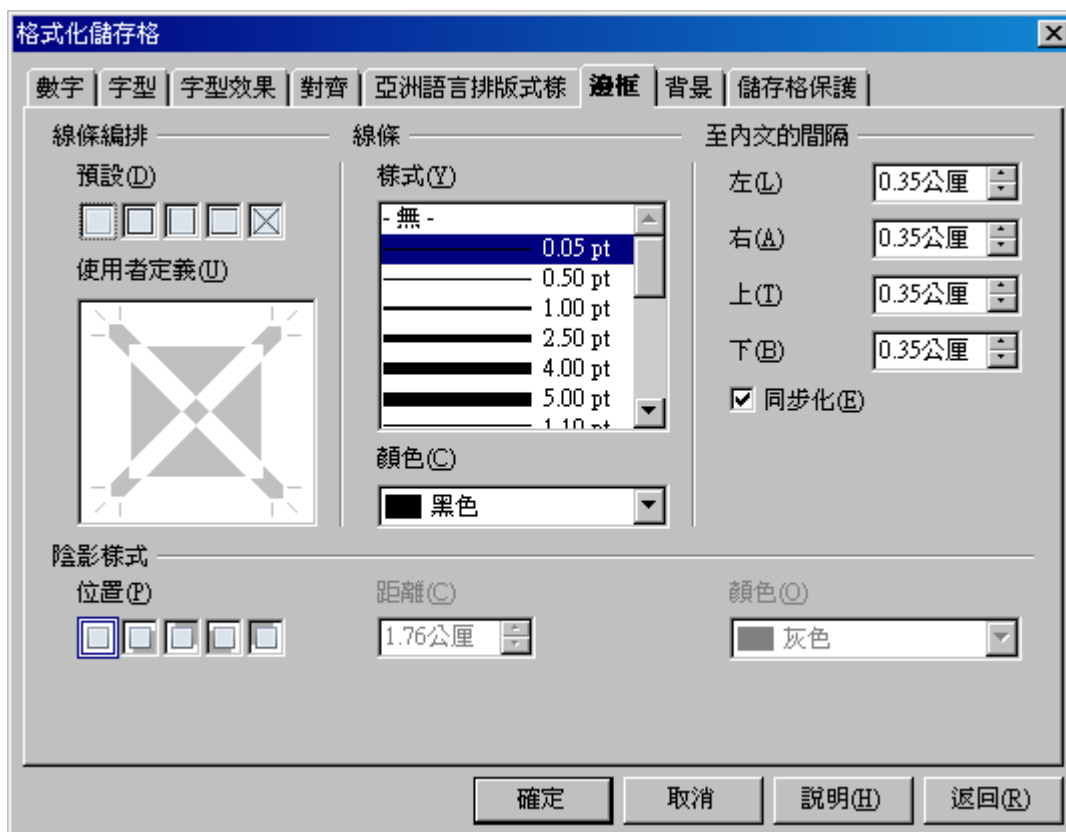 格式化儲存格
數字 字型 字型效果 對齊 亞洲語言排版式樣 邊框 背景 儲存格保護
線條編排
預設(D)
使用者定義(U)
線條
樣式(Y)
- 無 -
0.05 pt
0.50 pt
1.00 pt
2.50 pt
4.00 pt
5.00 pt
1.10 pt
顏色(C)
黑色
至內文的間隔
左(L) 0.35公厘
右(A) 0.35公厘
上(T) 0.35公厘
下(B) 0.35公厘
同步化(E)
陰影樣式
位置(P)
距離(C)
1.76公厘
顏色(O)
灰色
確定 取消 說明(H) 返回(R)